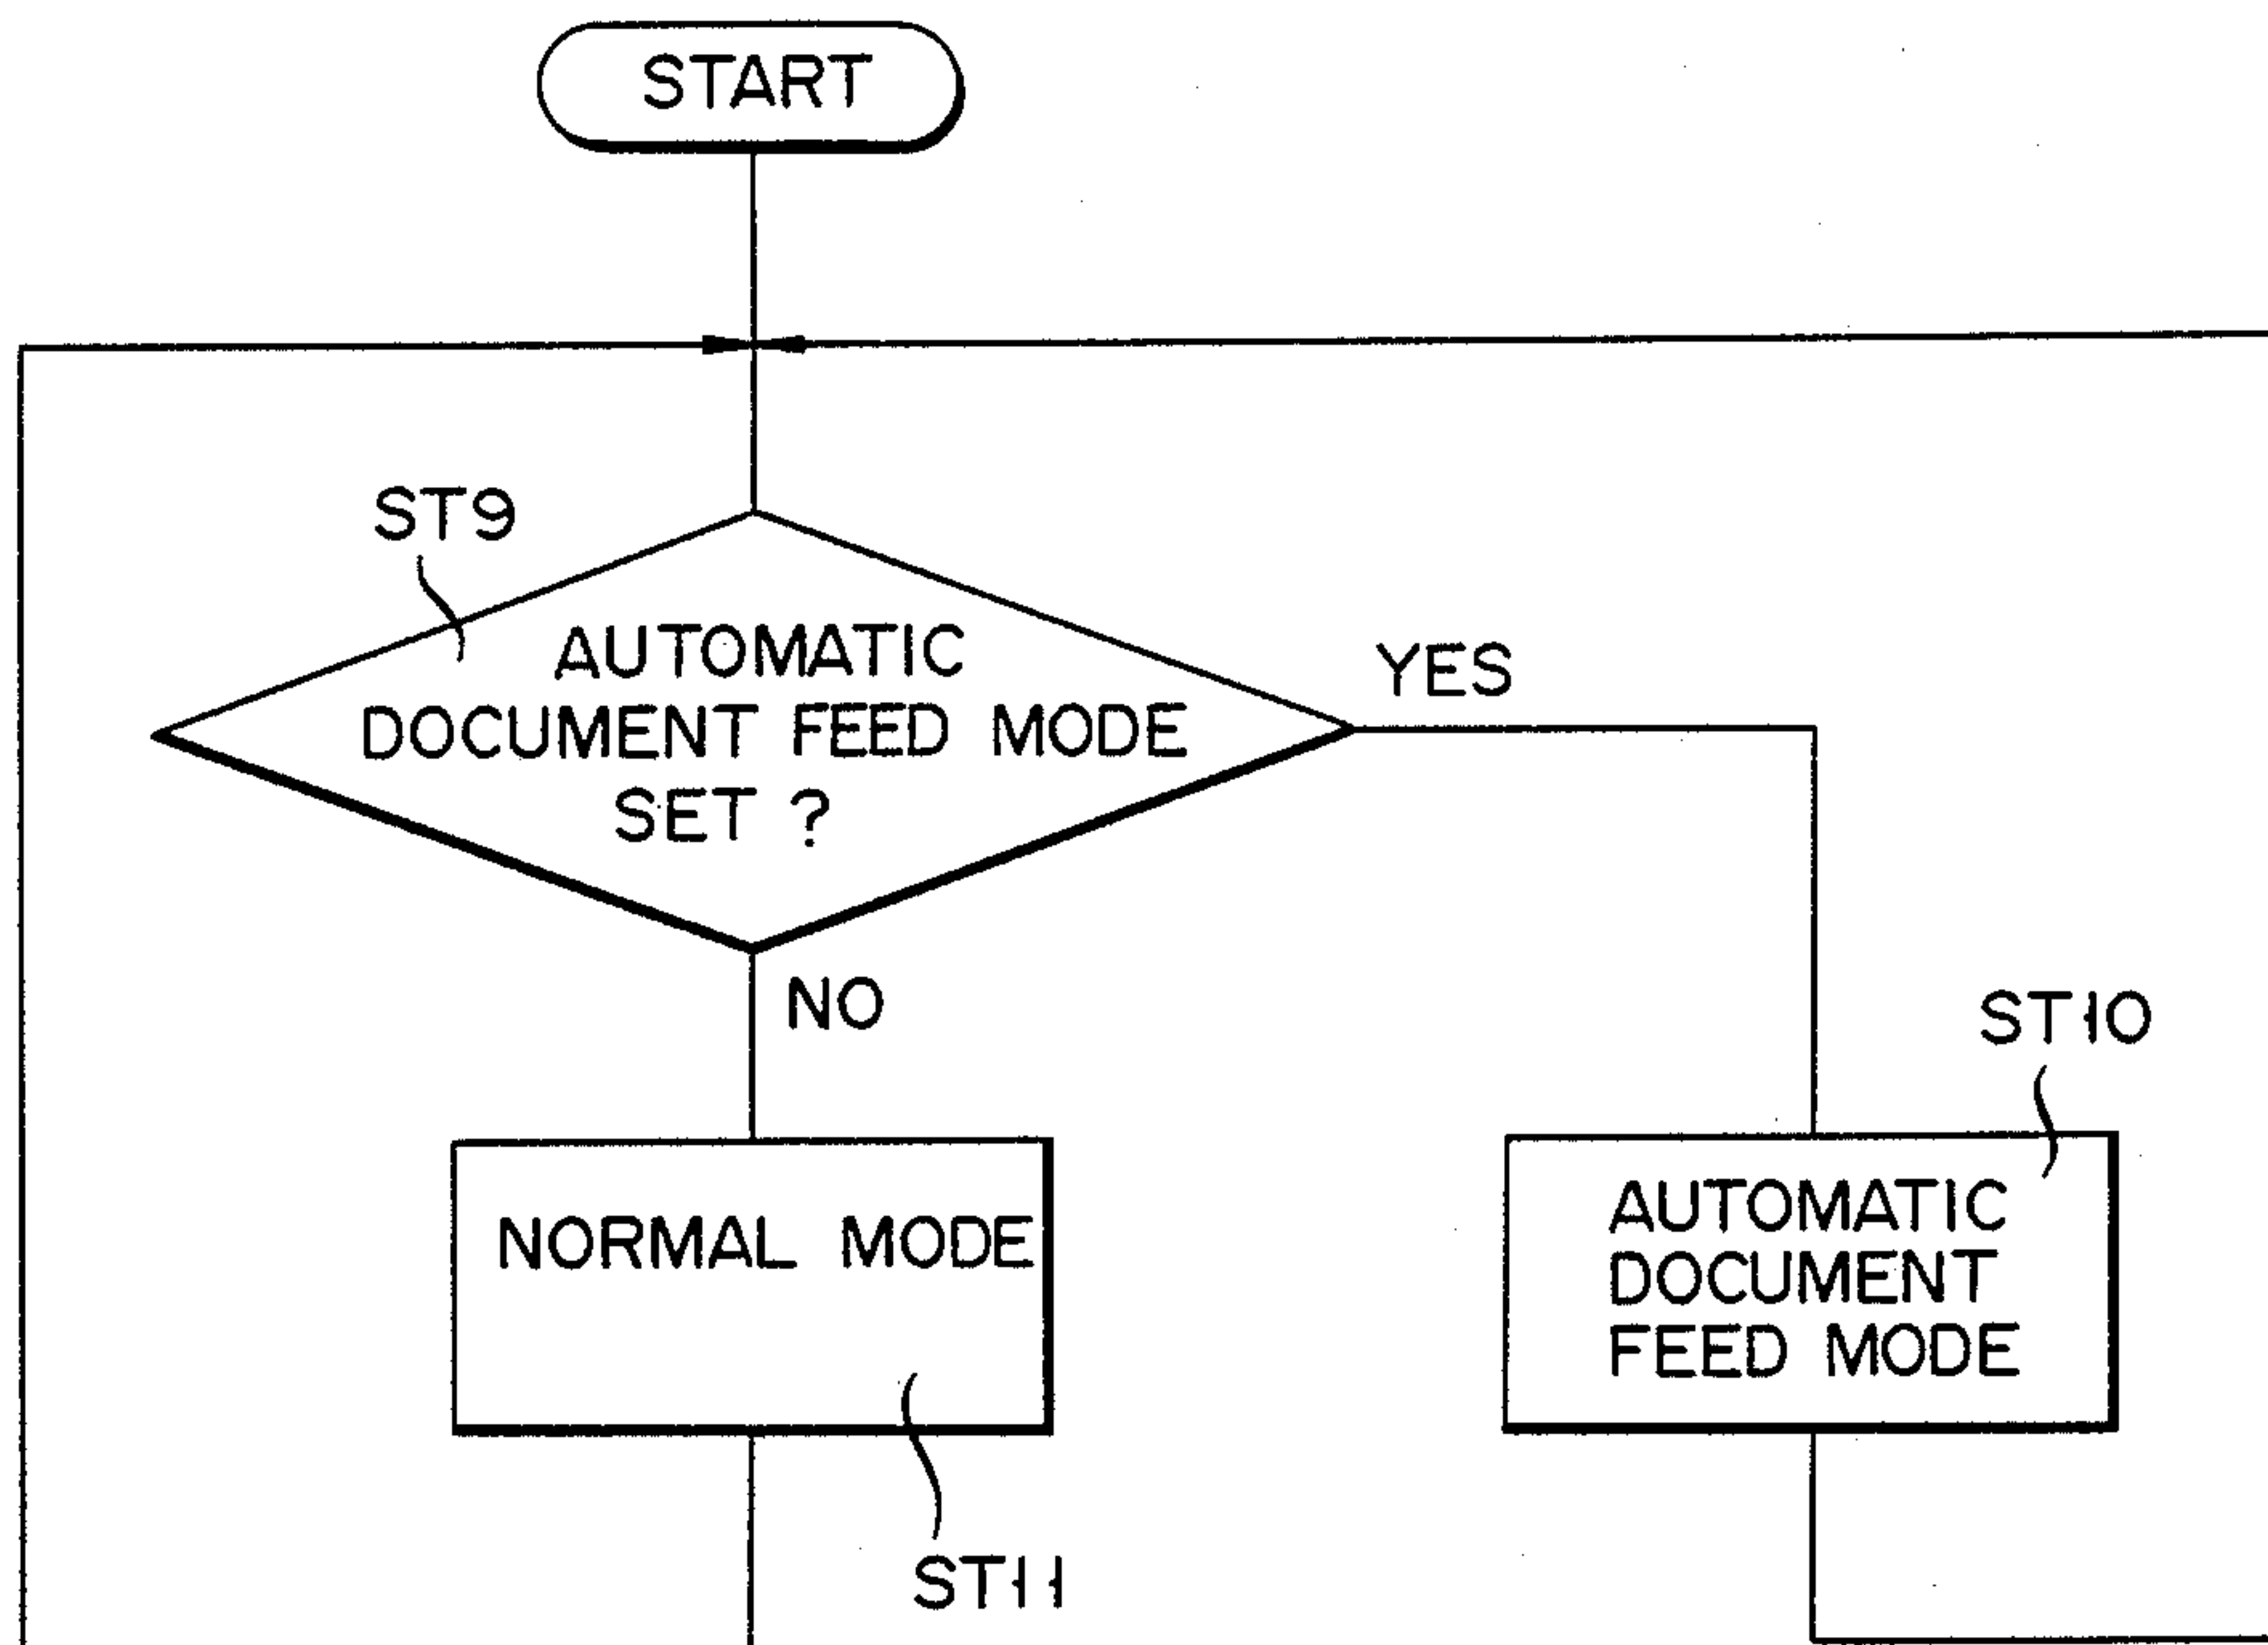 START
ST9
AUTOMATIC
DOCUMENT FEED MODE
SET ?
YES
NO
ST10
NORMAL MODE
AUTOMATIC
DOCUMENT
FEED MODE
ST11